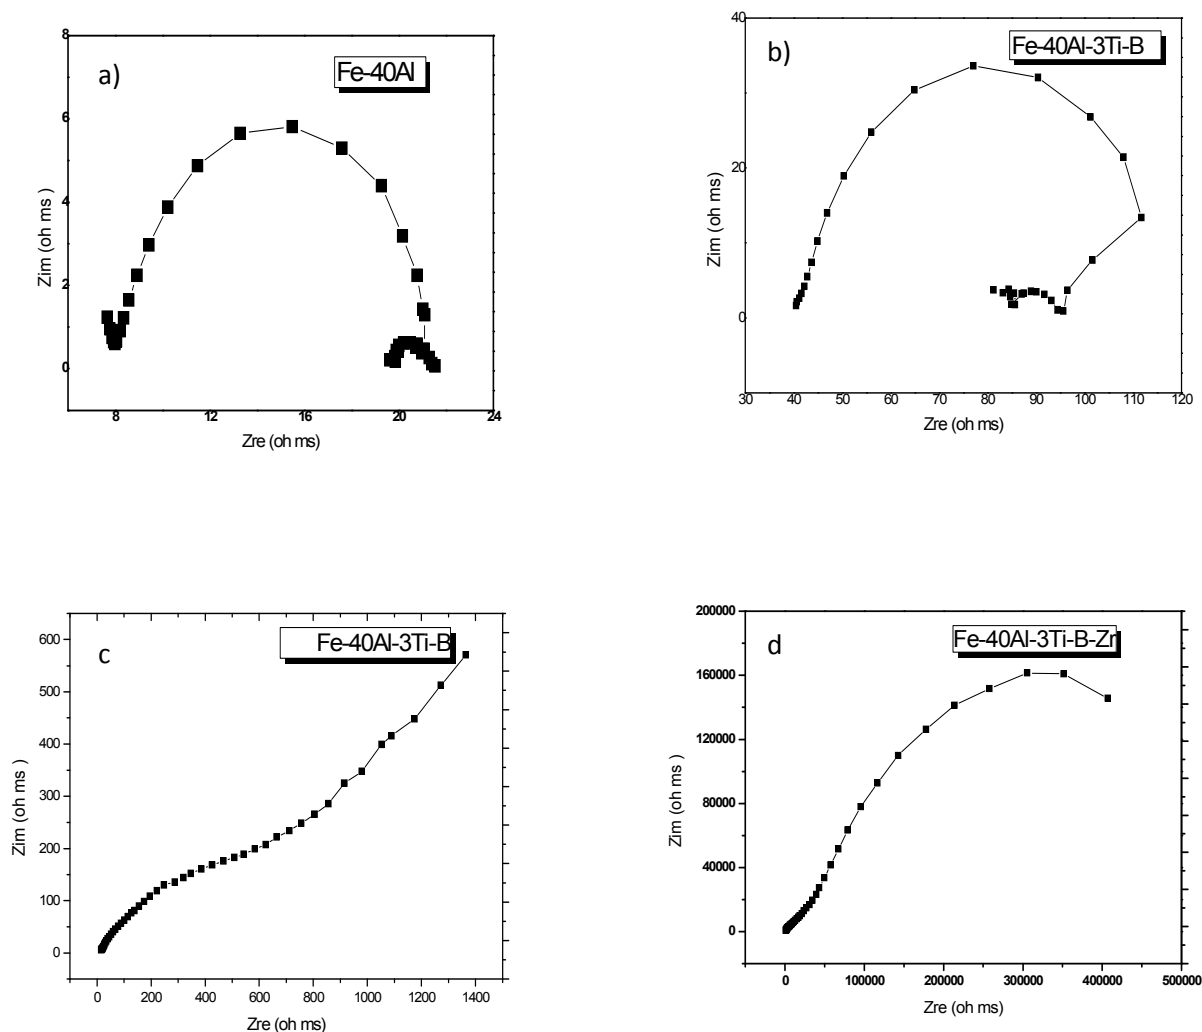 a)
Fe-40Al
8
6
4
2
0
Zim (oh ms )
8 12 16 20 24
Zre (oh ms)
b)
Fe-40Al-3Ti-B
40
20
0
Zim (oh ms )
30 40 50 60 70 80 90 100 110 120
Zre (oh ms)
c
Fe-40Al-3Ti-B
600
500
400
300
200
100
0
Zim (oh ms )
0 200 400 600 800 1000 1200 1400
Zre (oh ms)
d
Fe-40Al-3Ti-B-Zr
200000
160000
120000
80000
40000
0
Zim (oh ms )
0 100000 200000 300000 400000 500000
Zre (oh ms)